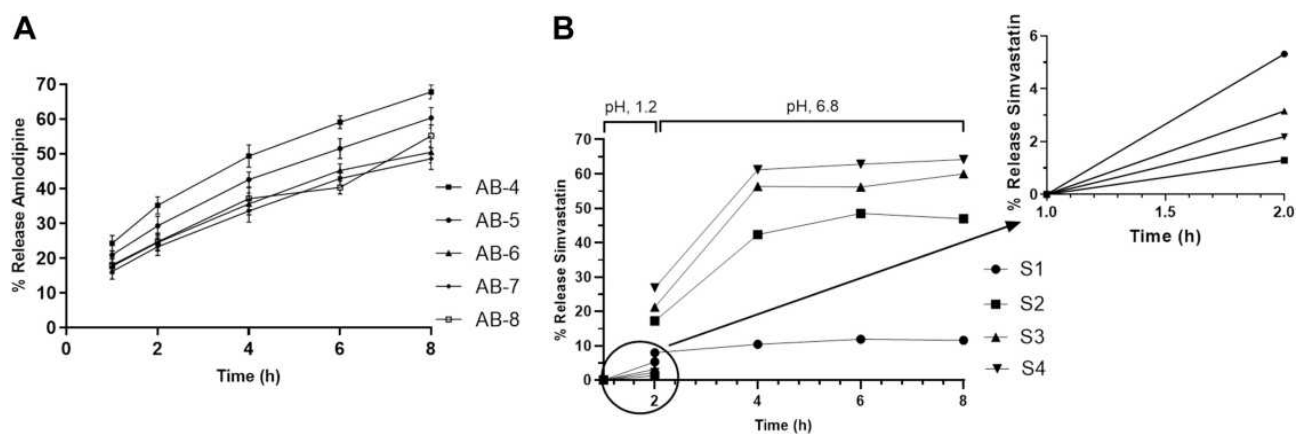 A
% Release Amlodipine
70
60
50
40
30
20
10
0
0
2
4
6
8
Time (h)
AB-4
AB-5
AB-6
AB-7
AB-8
B
pH, 1.2
pH, 6.8
% Release Simvastatin
70
60
50
40
30
20
10
0
2
4
6
8
Time (h)
% Release Simvastatin
6
4
2
0
1.0
1.5
2.0
Time (h)
S1
S2
S3
S4